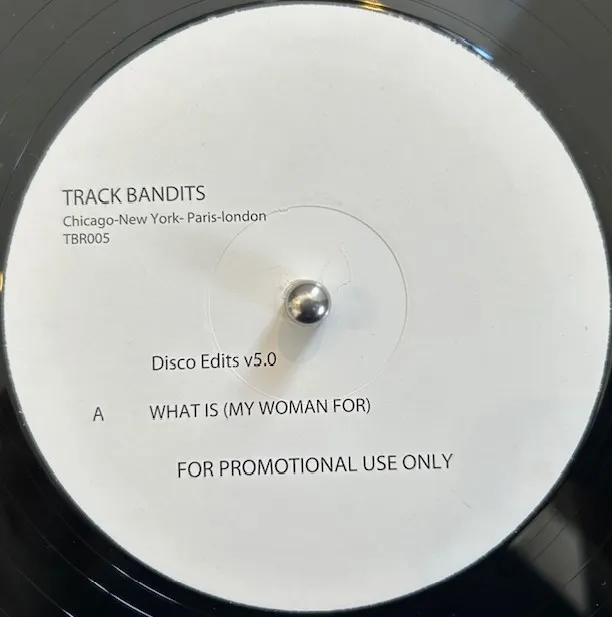 TRACK BANDITS
Chicago-New York- Paris-london
TBR005
Disco Edits v5.0
A WHAT IS (MY WOMAN FOR)
FOR PROMOTIONAL USE ONLY